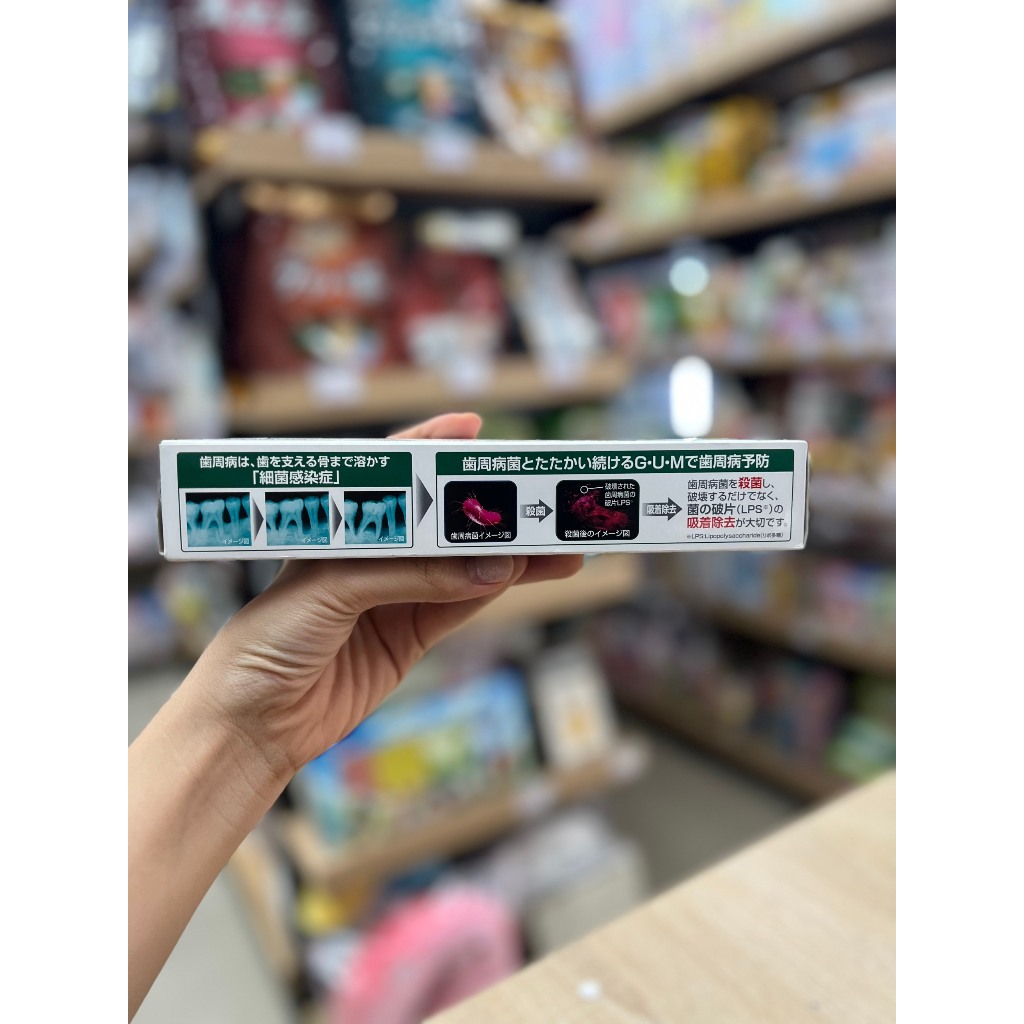 歯周病は、歯を支える骨まで溶かす
「細菌感染症」
イメージ図
イメージ図
イメージ図
歯周病菌とたたかい続けるG・U・Mで歯周病予防
歯周病菌イメージ図
殺菌
破壊された
歯周病菌の
破片LPS
殺菌後のイメージ図
吸着除去
歯周病菌を殺菌し、
破壊するだけでなく、
菌の破片(LPS※)の
吸着除去が大切です。
※LPS:Lipopolysaccharide(リポ多糖)